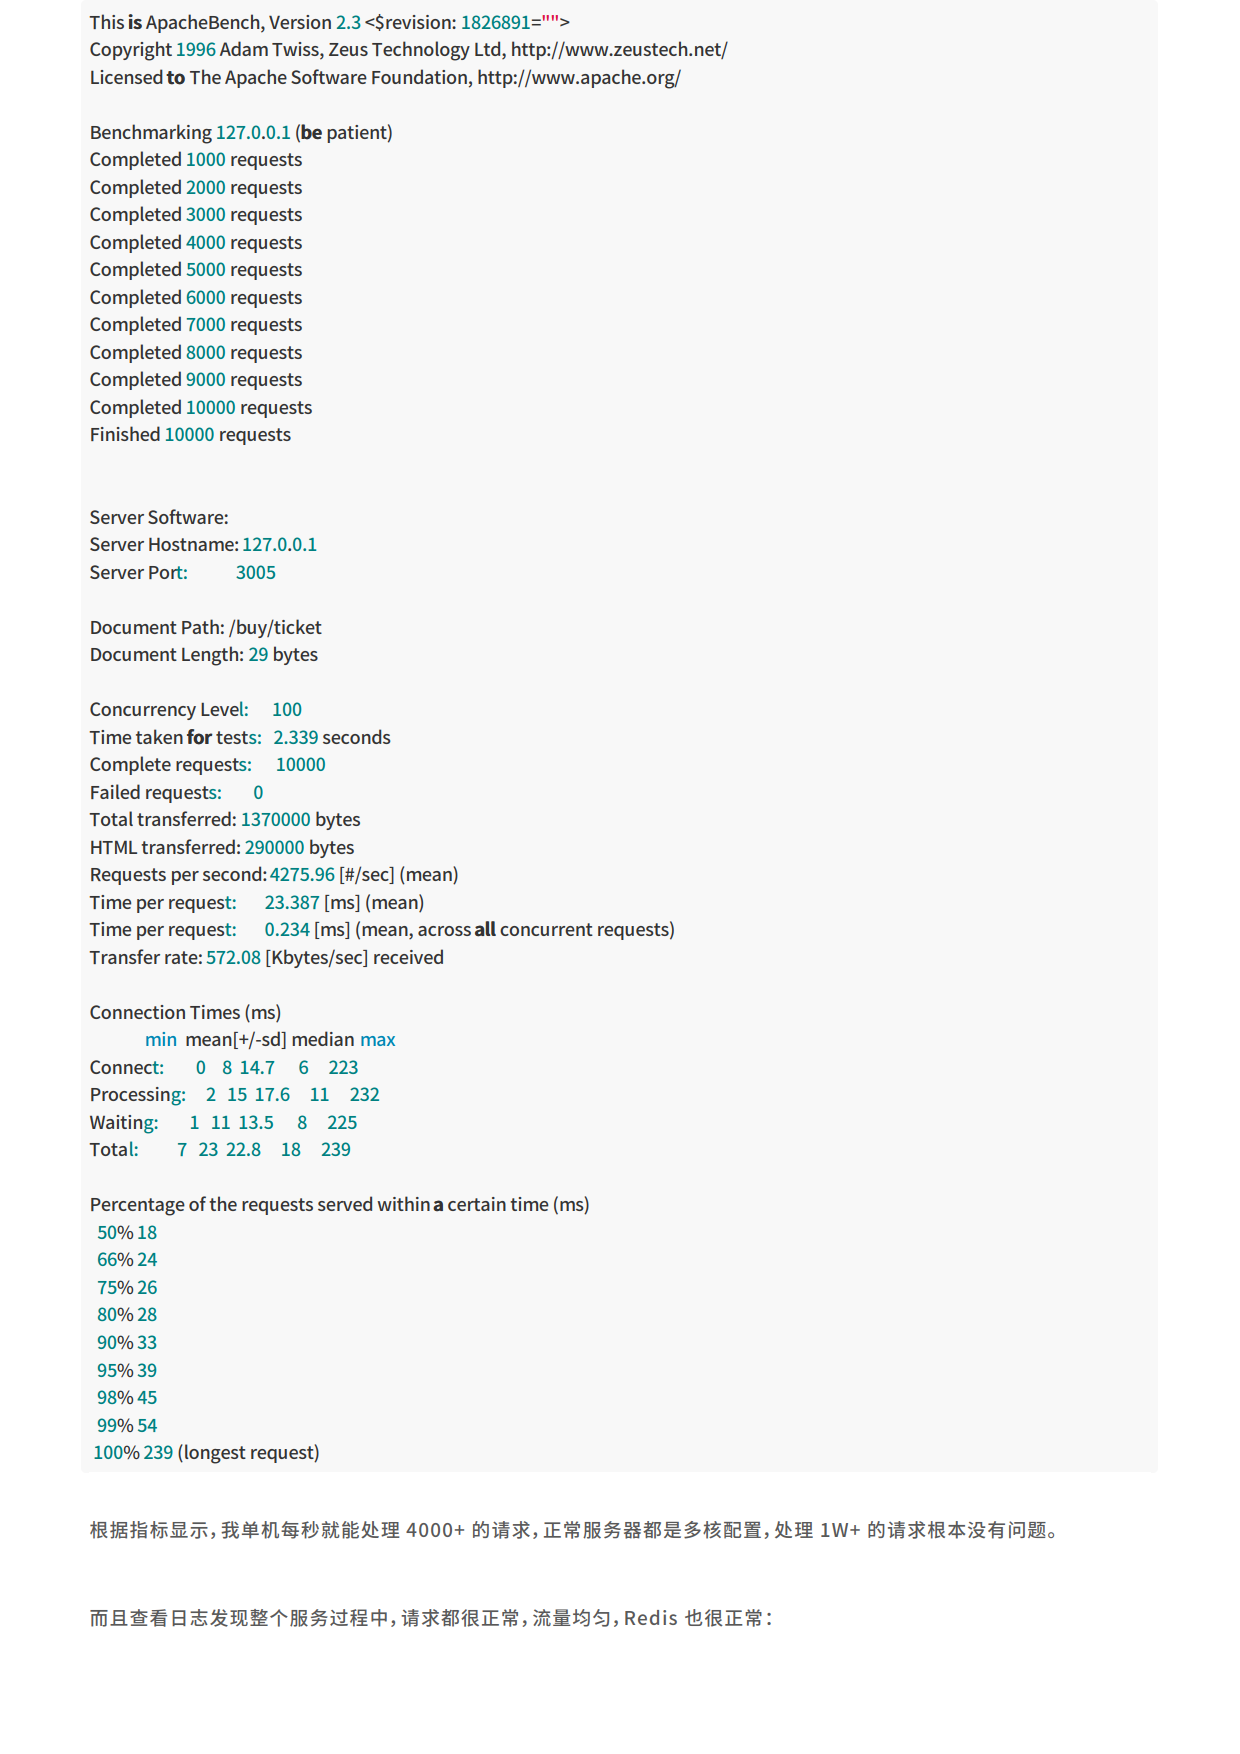 This is ApacheBench, Version 2.3 <$revision: 1826891="">
Copyright 1996 Adam Twiss, Zeus Technology Ltd, http://www.zeustech.net/
Licensed to The Apache Software Foundation, http://www.apache.org/
Benchmarking 127.0.0.1 (be patient)
Completed 1000 requests
Completed 2000 requests
Completed 3000 requests
Completed 4000 requests
Completed 5000 requests
Completed 6000 requests
Completed 7000 requests
Completed 8000 requests
Completed 9000 requests
Completed 10000 requests
Finished 10000 requests
Server Software:
Server Hostname: 127.0.0.1
Server Port: 3005
Document Path: /buy/ticket
Document Length: 29 bytes
Concurrency Level: 100
Time taken for tests: 2.339 seconds
Complete requests: 10000
Failed requests: 0
Total transferred: 1370000 bytes
HTML transferred: 290000 bytes
Requests per second: 4275.96 [#/sec] (mean)
Time per request: 23.387 [ms] (mean)
Time per request: 0.234 [ms] (mean, across all concurrent requests)
Transfer rate: 572.08 [Kbytes/sec] received
Connection Times (ms)
min mean[+/-sd] median max
Connect: 0 8 14.7 6 223
Processing: 2 15 17.6 11 232
Waiting: 1 11 13.5 8 225
Total: 7 23 22.8 18 239
Percentage of the requests served within a certain time (ms)
50% 18
66% 24
75% 26
80% 28
90% 33
95% 39
98% 45
99% 54
100% 239 (longest request)
根据指标显示，我单机每秒就能处理 4000+ 的请求，正常服务器都是多核配置，处理 1W+ 的请求根本没有问题。
而且查看日志发现整个服务过程中，请求都很正常，流量均匀，Redis 也很正常：